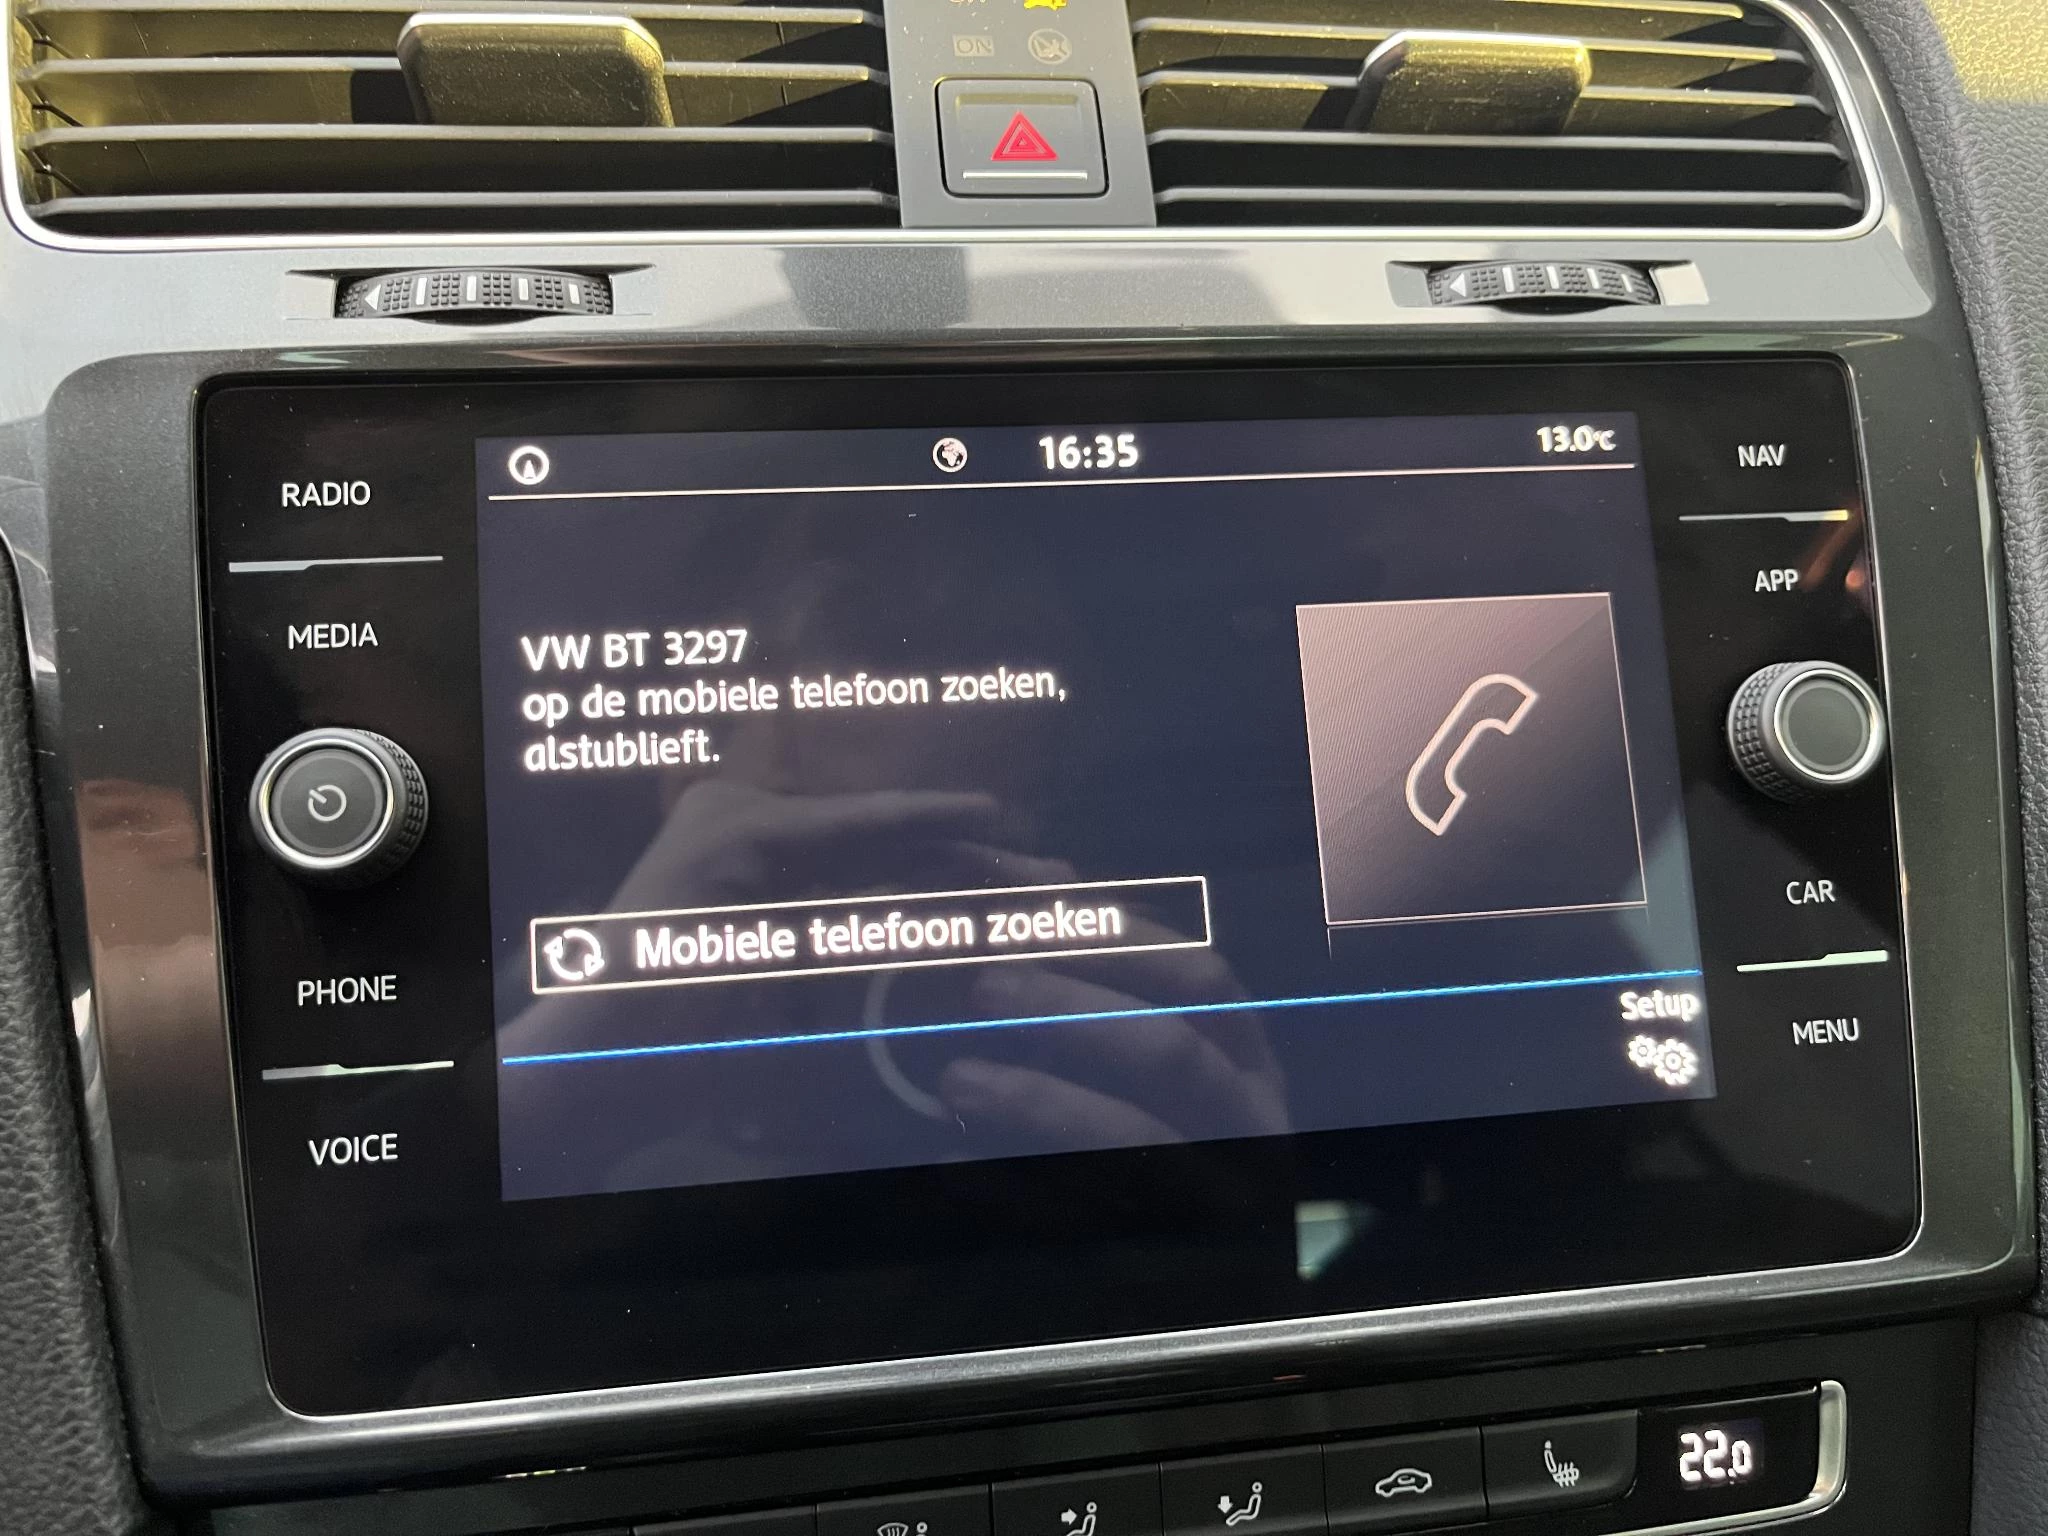 ON
16:35
13.0°C
RADIO
MEDIA
PHONE
VOICE
VW BT 3297
op de mobiele telefoon zoeken,
alstublieft.
Mobiele telefoon zoeken
Setup
NAV
APP
CAR
MENU
22.0